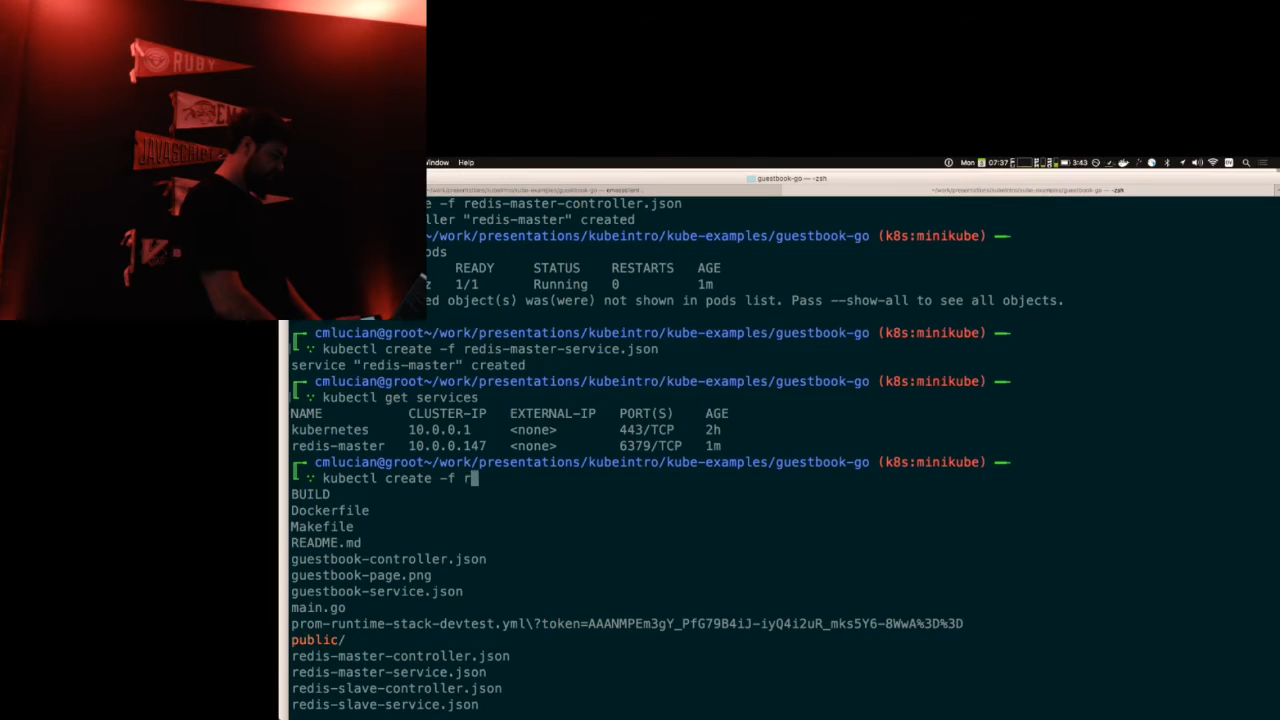 RUBY
EM
JAVASCRIPT
Window Help
Mon 07:37 3:43
guestbook-go — -zsh
~/work/presentations/kubeintro/kube-examples/guestbook-go — emacsclient ...
~/work/presentations/kubeintro/kube-examples/guestbook-go — -zsh
e -f redis-master-controller.json
ller "redis-master" created
~/work/presentations/kubeintro/kube-examples/guestbook-go (k8s:minikube)
ods
READY STATUS RESTARTS AGE
z 1/1 Running 0 1m
ed object(s) was(were) not shown in pods list. Pass --show-all to see all objects.
cmlucian@groot~/work/presentations/kubeintro/kube-examples/guestbook-go (k8s:minikube)
kubectl create -f redis-master-service.json
service "redis-master" created
cmlucian@groot~/work/presentations/kubeintro/kube-examples/guestbook-go (k8s:minikube)
kubectl get services
NAME CLUSTER-IP EXTERNAL-IP PORT(S) AGE
kubernetes 10.0.0.1 <none> 443/TCP 2h
redis-master 10.0.0.147 <none> 6379/TCP 1m
cmlucian@groot~/work/presentations/kubeintro/kube-examples/guestbook-go (k8s:minikube)
kubectl create -f r
BUILD
Dockerfile
Makefile
README.md
guestbook-controller.json
guestbook-page.png
guestbook-service.json
main.go
prom-runtime-stack-devtest.yml\?token=AAANMPEm3gY_PfG79B4iJ-iyQ4i2uR_mks5Y6-8WwA%3D%3D
public/
redis-master-controller.json
redis-master-service.json
redis-slave-controller.json
redis-slave-service.json